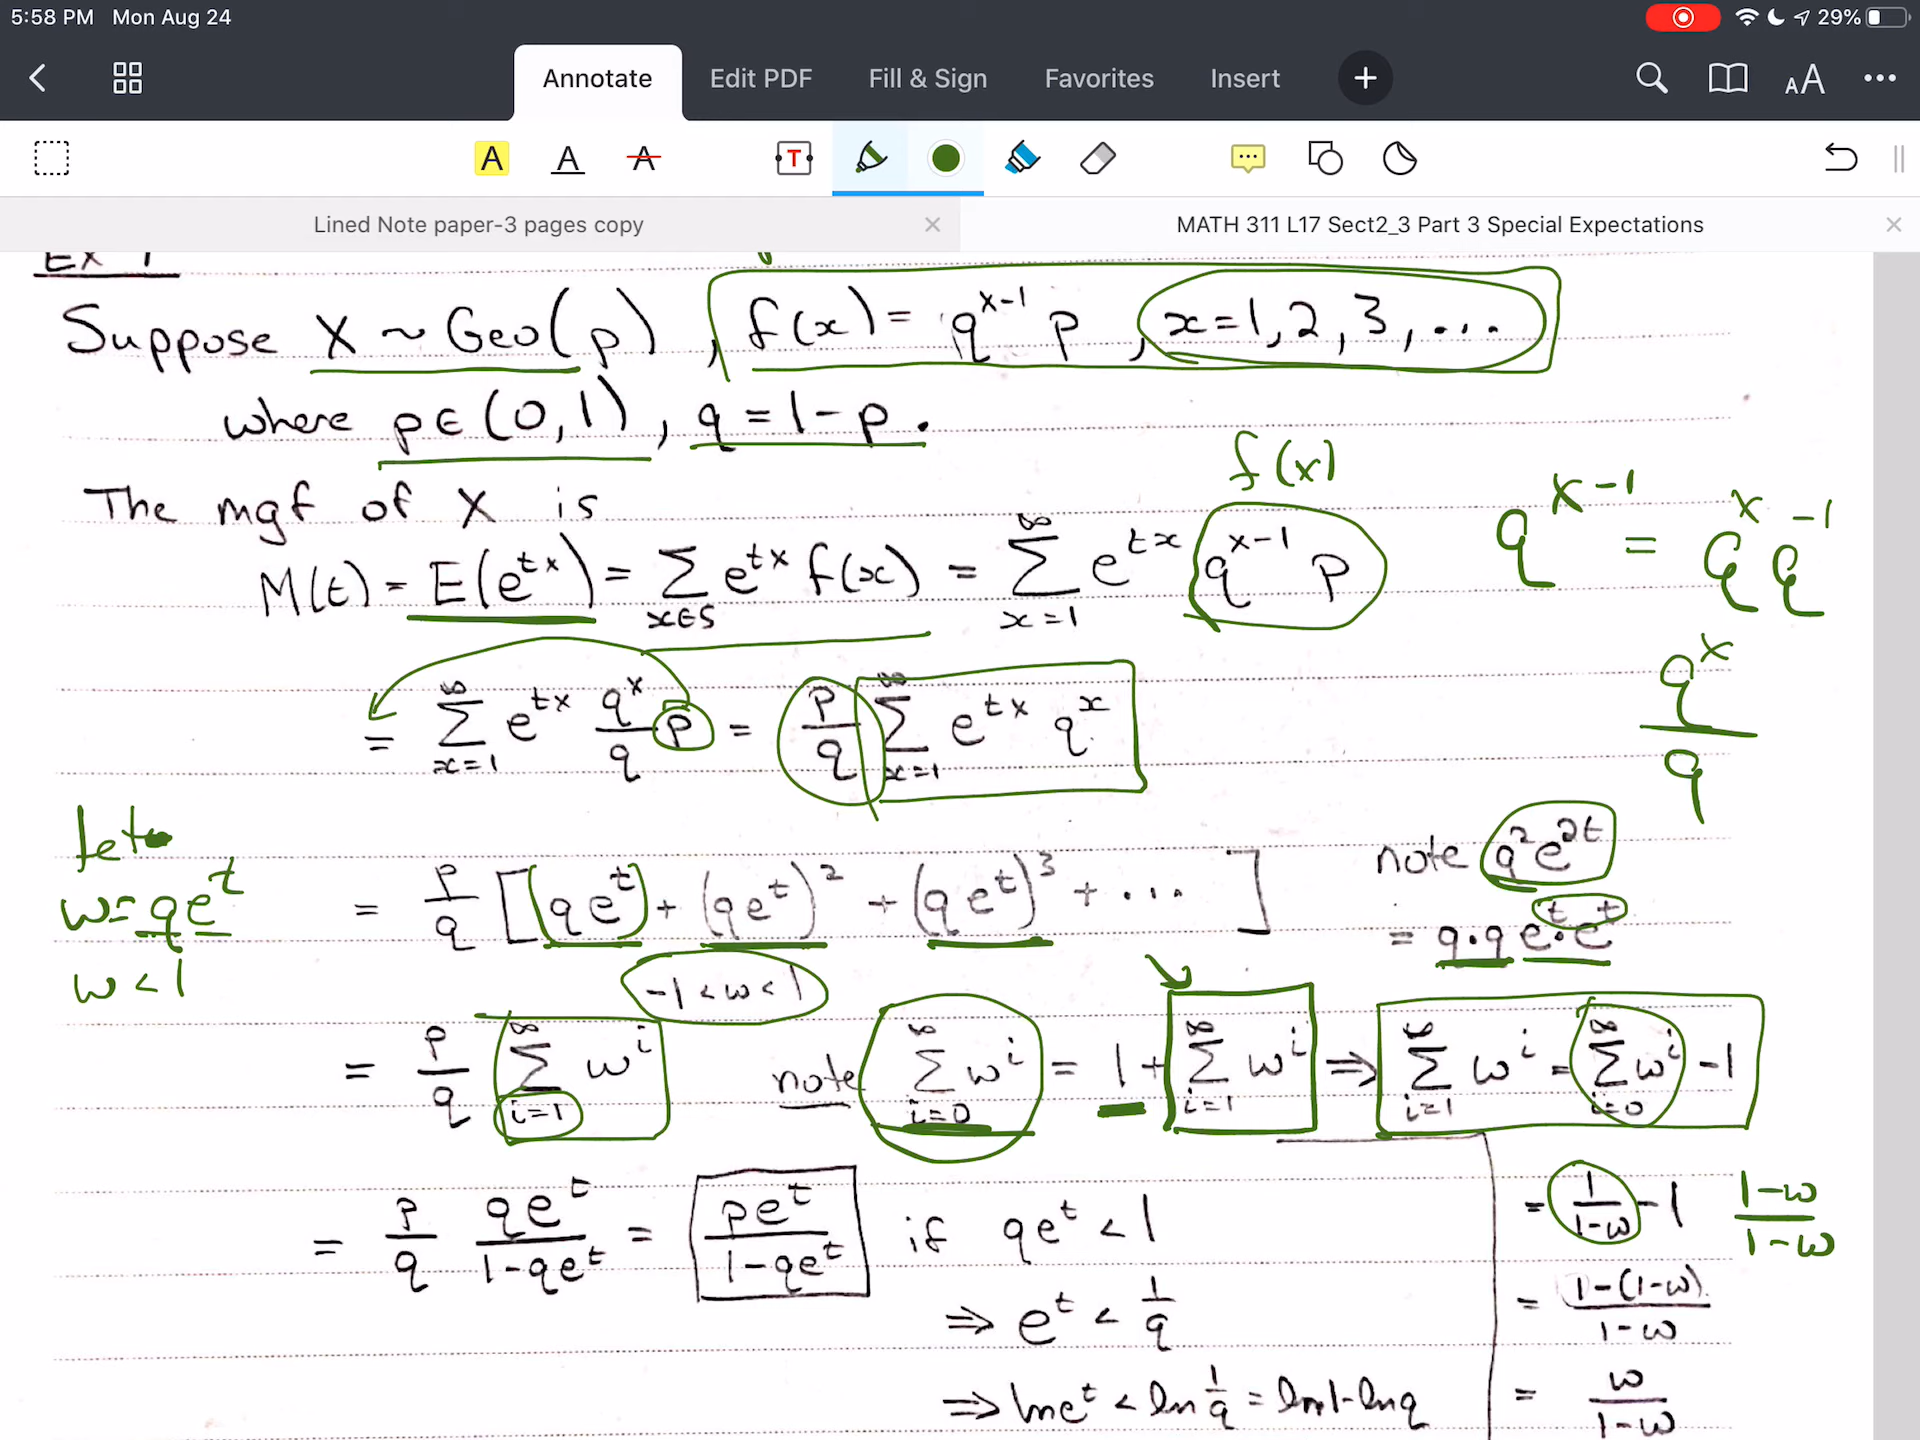 5:58 PM Mon Aug 24
29%
Annotate Edit PDF Fill & Sign Favorites Insert
AA
A A A T
Lined Note paper-3 pages copy
MATH 311 L17 Sect2_3 Part 3 Special Expectations
Ex 1
Suppose X ~ Geo(p), f(x) = q^{x-1} p, x = 1, 2, 3, ...
where p ∈ (0,1), q = 1-p.
f(x)
The mgf of X is
q^{x-1} = q^x q^{-1}
M(t) = E(e^{tx}) = Σ_{x∈S} e^{tx} f(x) = Σ_{x=1}^∞ e^{tx} q^{x-1} p
q^x / q
= Σ_{x=1}^∞ e^{tx} (q^x / q) p = (p/q) Σ_{x=1}^∞ e^{tx} q^x
let
w = qe^t
w < 1
= (p/q) [(qe^t) + (qe^t)^2 + (qe^t)^3 + ...]
note q^2 e^{2t}
= q·q e^t·e^t
-1 < w < 1
= (p/q) Σ_{i=1}^∞ w^i note Σ_{i=0}^∞ w^i = 1 + Σ_{i=1}^∞ w^i ⇒ Σ_{i=1}^∞ w^i = Σ_{i=0}^∞ w^i - 1
= 1/(1-w) - 1 (1-w)/(1-w)
= (p/q) (qe^t)/(1-qe^t) = pe^t/(1-qe^t) if qe^t < 1
= (1-(1-w))/(1-w)
⇒ e^t < 1/q
= w/(1-w)
⇒ ln e^t < ln 1/q = ln 1 - ln q